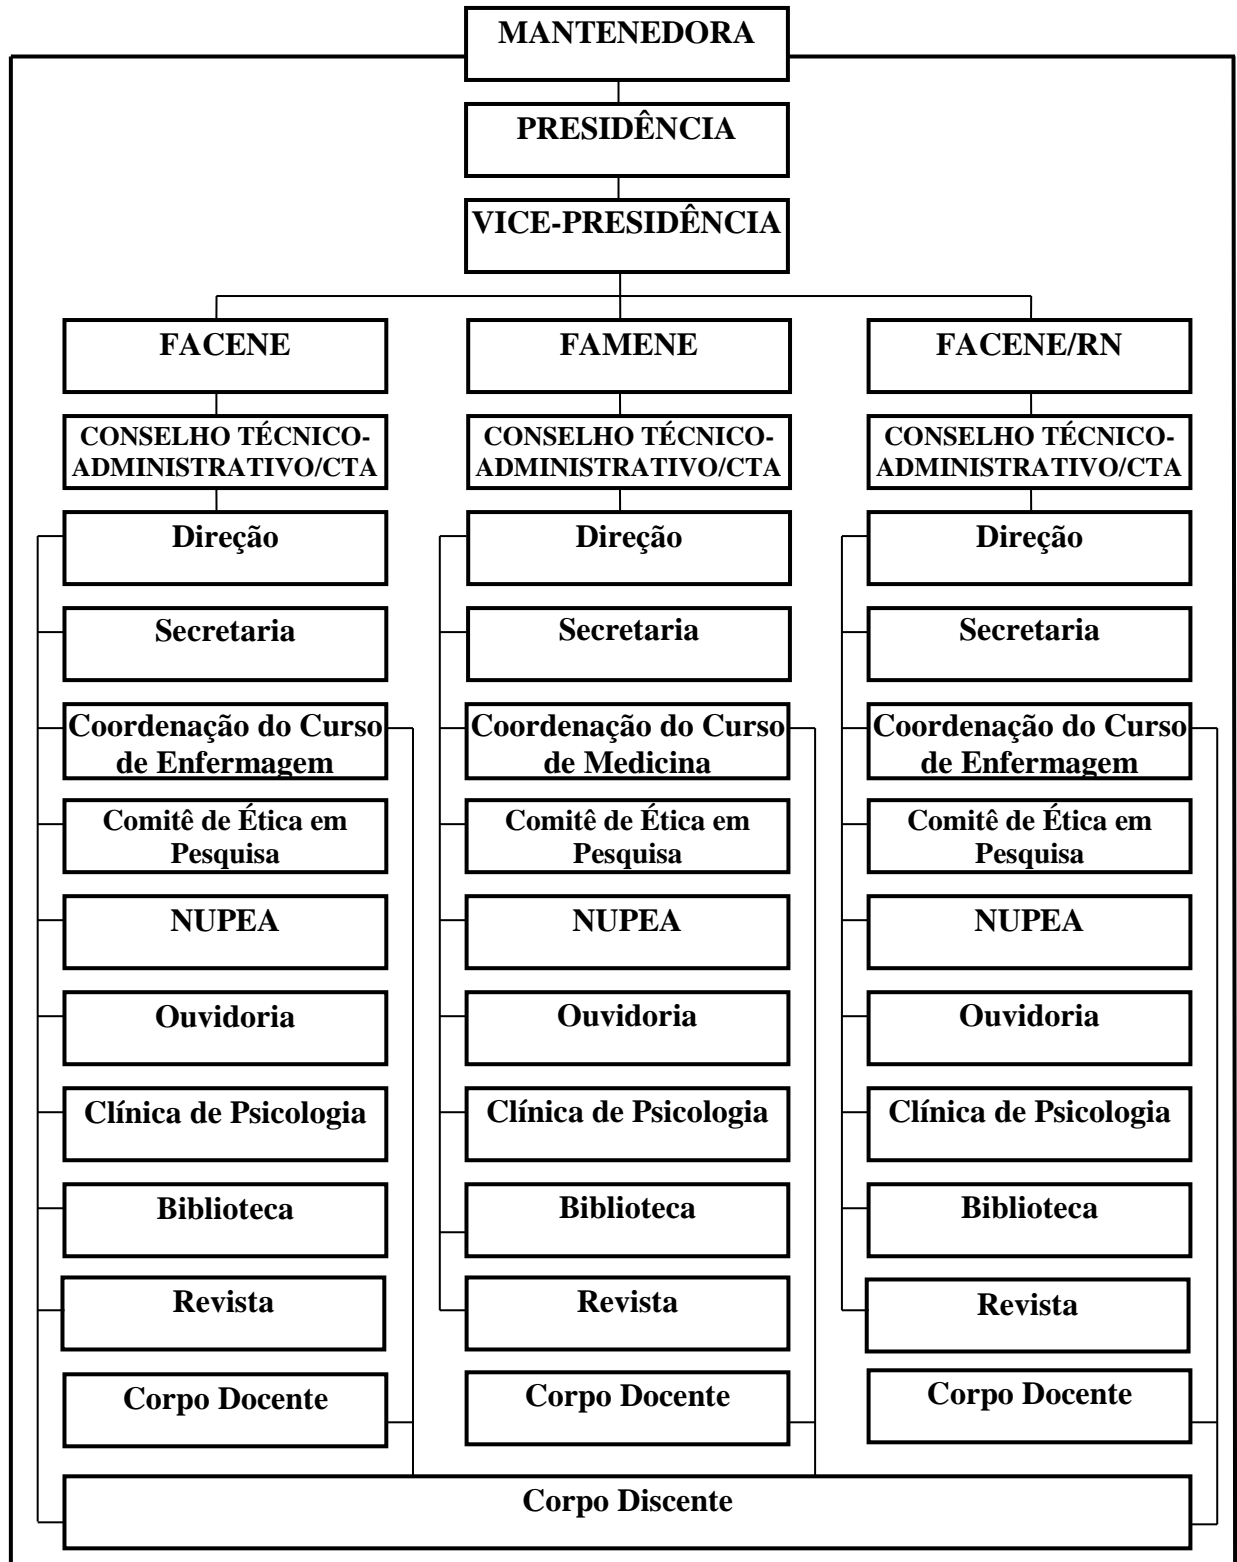 MANTENEDORA
PRESIDÊNCIA
VICE-PRESIDÊNCIA
FACENE
FAMENE
FACENE/RN
CONSELHO TÉCNICO-
ADMINISTRATIVO/CTA
CONSELHO TÉCNICO-
ADMINISTRATIVO/CTA
CONSELHO TÉCNICO-
ADMINISTRATIVO/CTA
Direção
Direção
Direção
Secretaria
Secretaria
Secretaria
Coordenação do Curso
de Enfermagem
Coordenação do Curso
de Medicina
Coordenação do Curso
de Enfermagem
Comitê de Ética em
Pesquisa
Comitê de Ética em
Pesquisa
Comitê de Ética em
Pesquisa
NUPEA
NUPEA
NUPEA
Ouvidoria
Ouvidoria
Ouvidoria
Clínica de Psicologia
Clínica de Psicologia
Clínica de Psicologia
Biblioteca
Biblioteca
Biblioteca
Revista
Revista
Revista
Corpo Docente
Corpo Docente
Corpo Docente
Corpo Discente